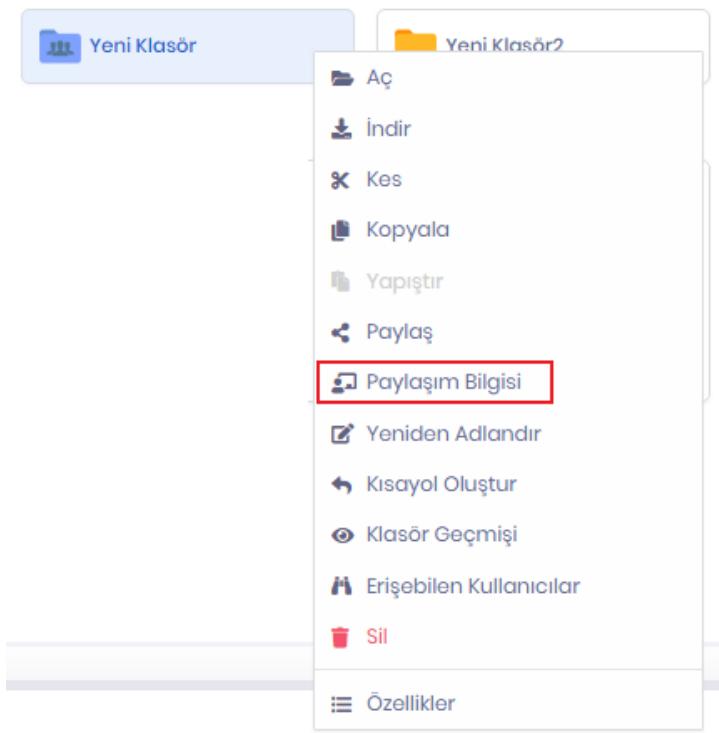 Yeni Klasör
Yeni Klasör2
Aç
İndir
Kes
Kopyala
Yapıştır
Paylaş
Paylaşım Bilgisi
Yeniden Adlandır
Kısayol Oluştur
Klasör Geçmişi
Erişebilen Kullanıcılar
Sil
Özellikler